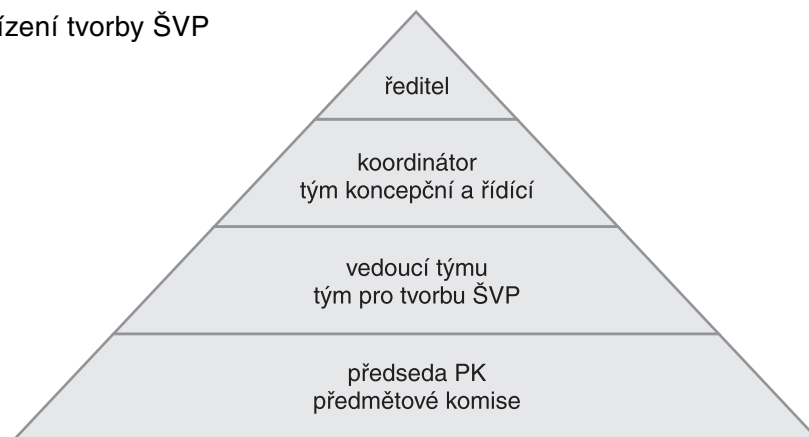 ízení tvorby ŠVP
ředitel
koordinátor
tým koncepční a řídící
vedoucí týmu
tým pro tvorbu ŠVP
předseda PK
předmětové komise